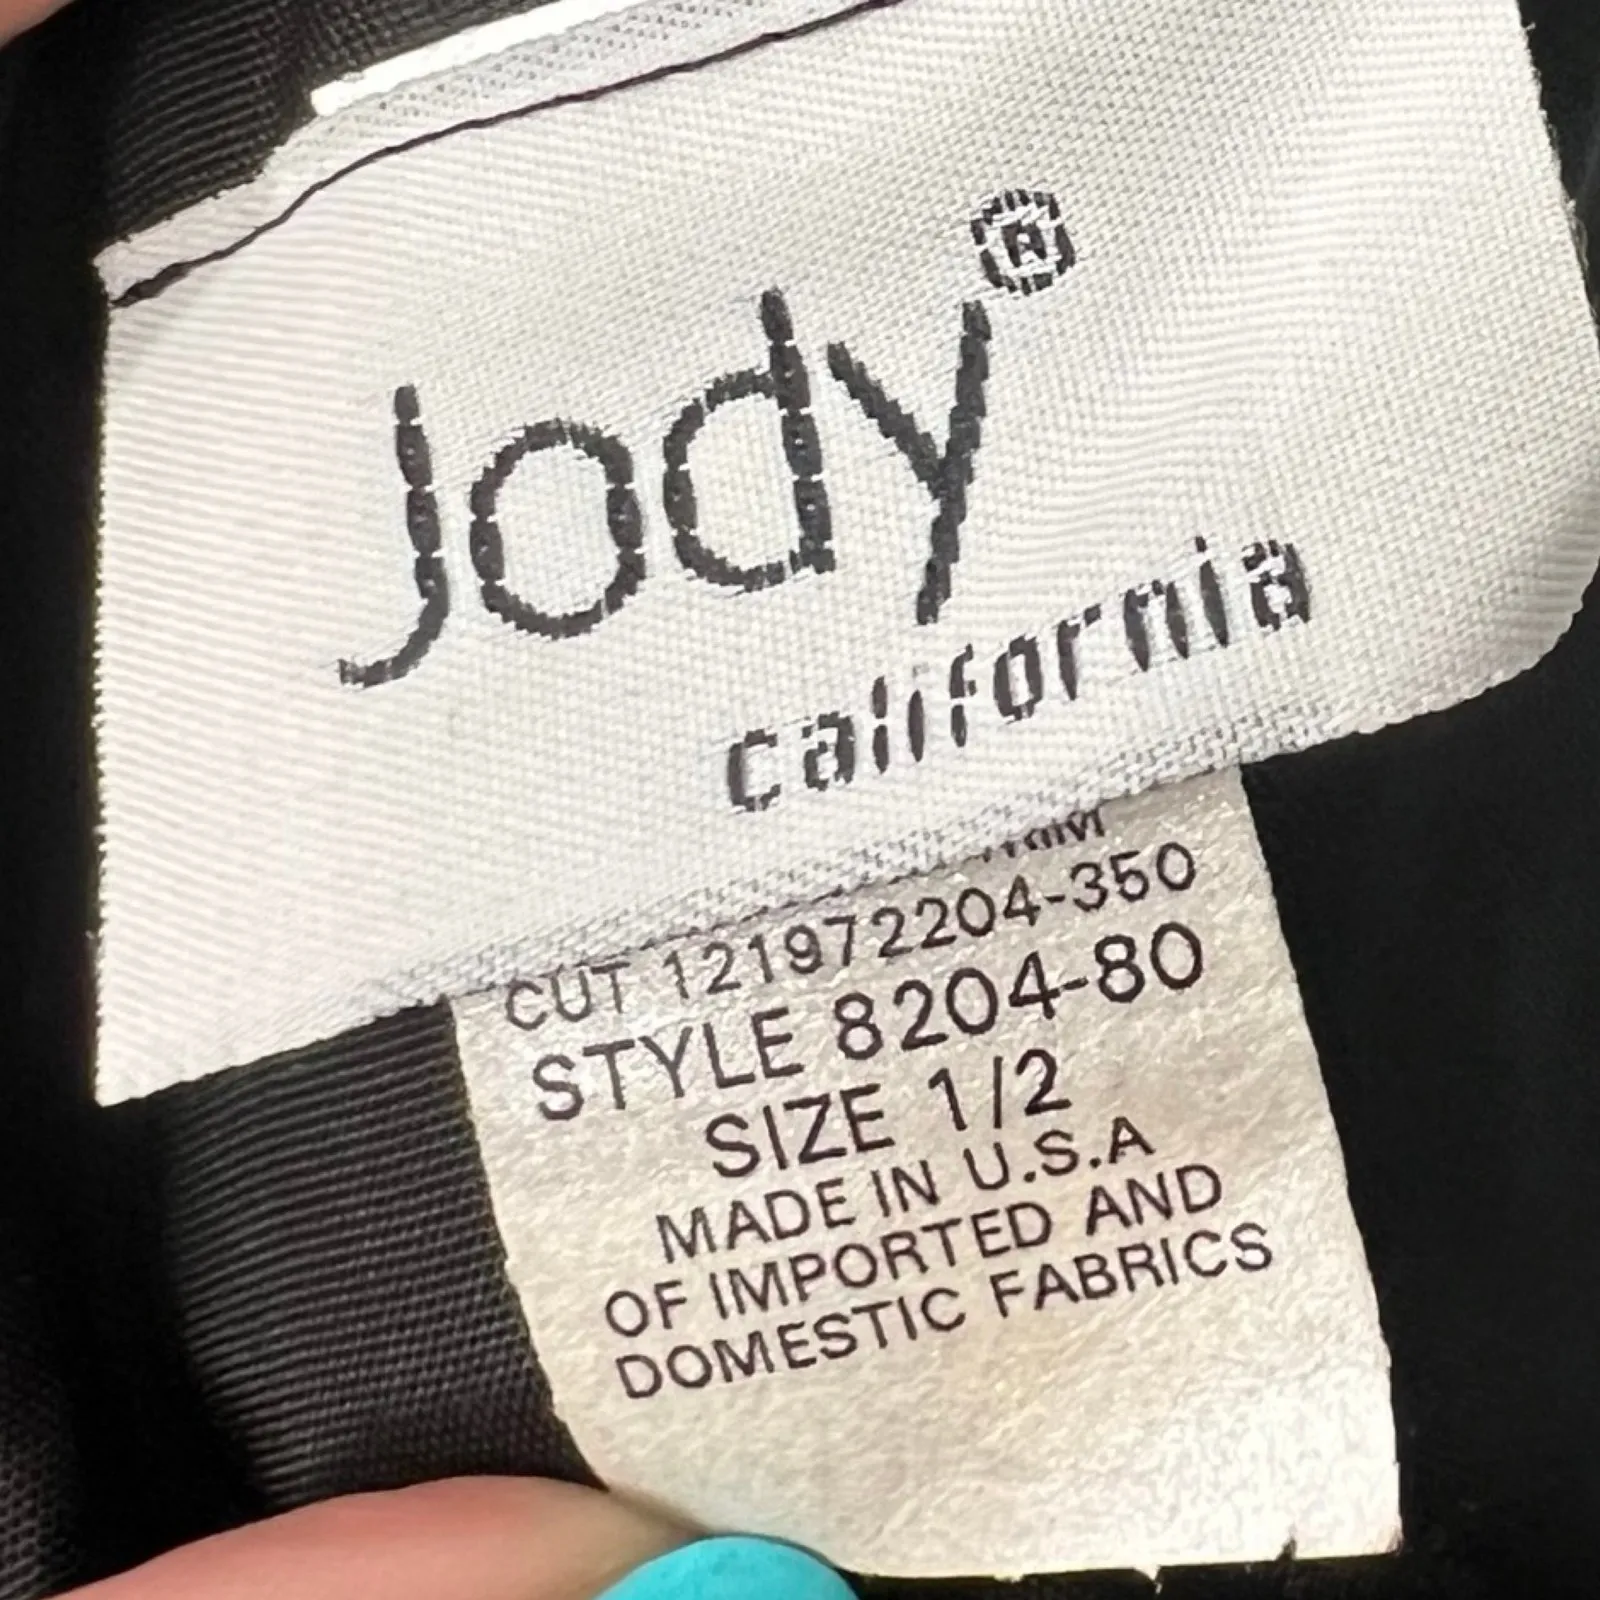 Jody®
california
CUT 121972204-350
STYLE 8204-80
SIZE 1/2
MADE IN U.S.A
OF IMPORTED AND
DOMESTIC FABRICS